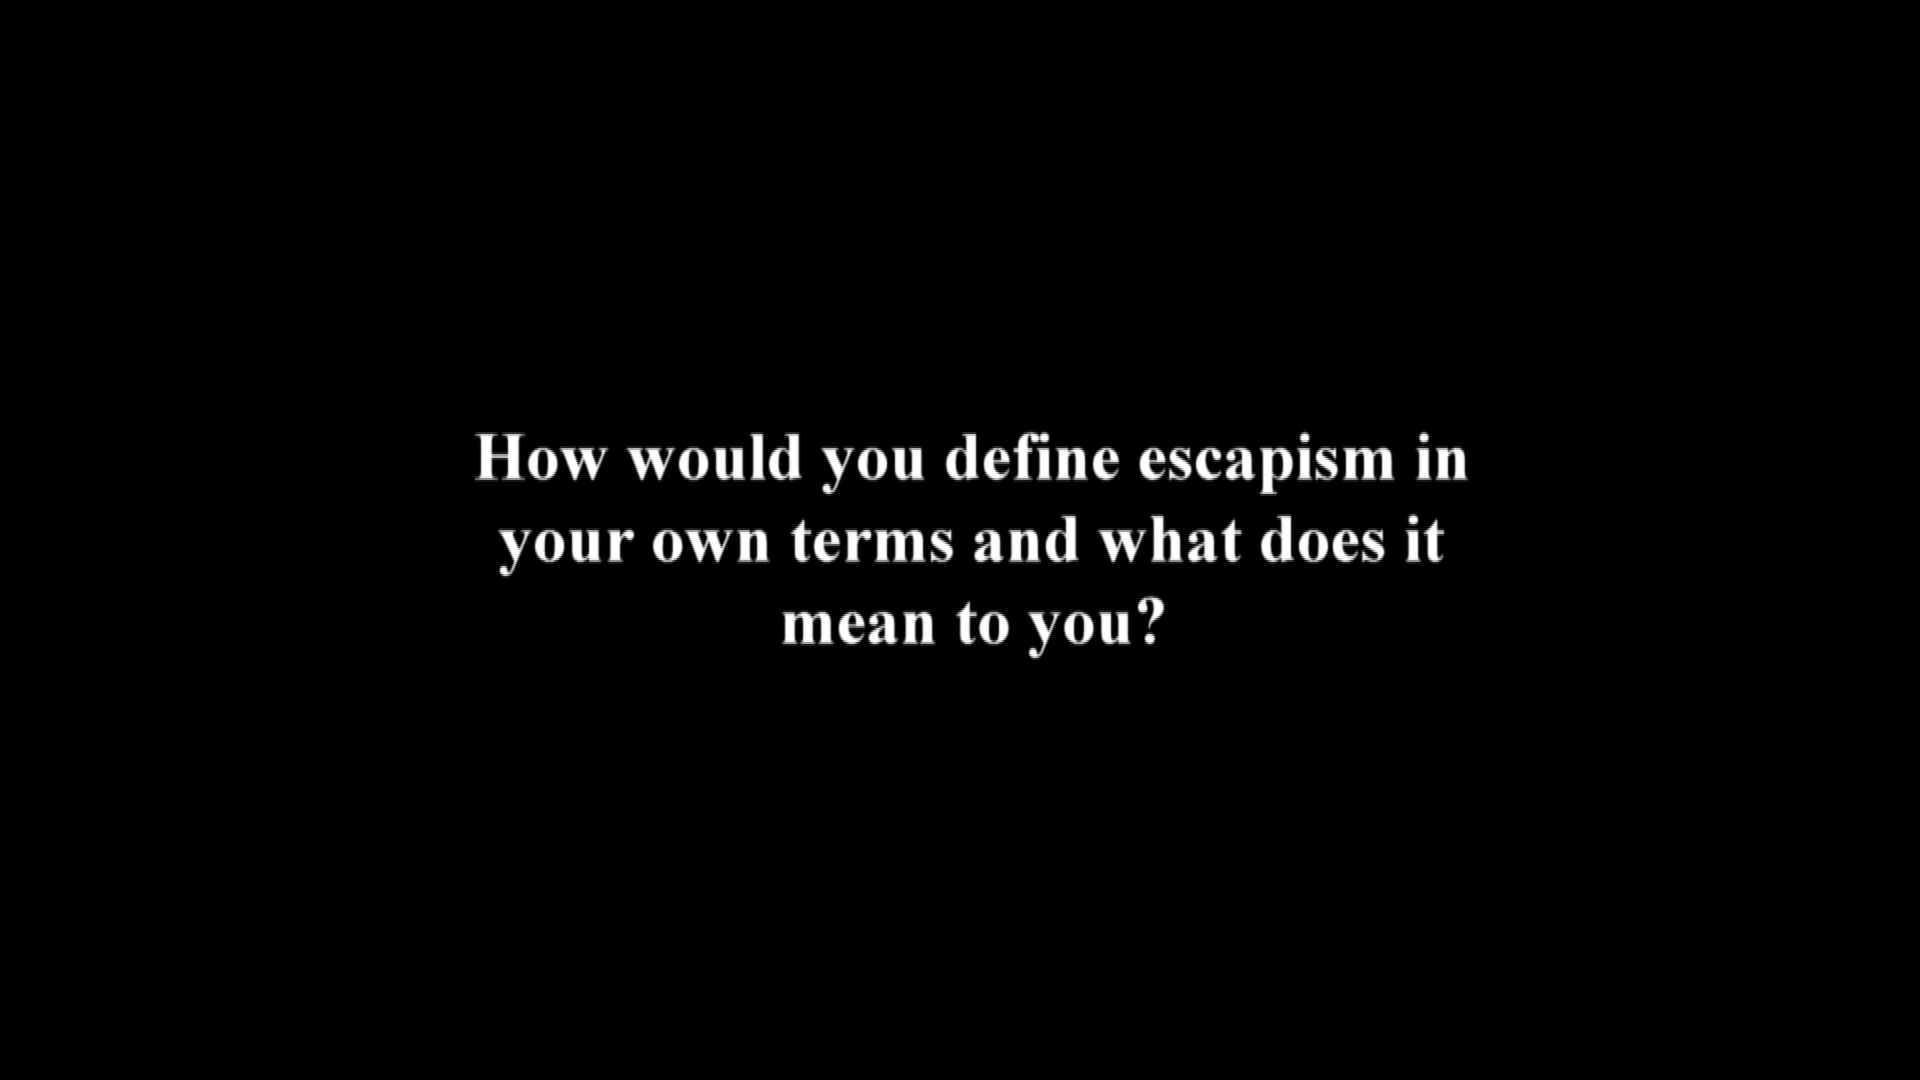 How would you define escapism in
your own terms and what does it
mean to you?